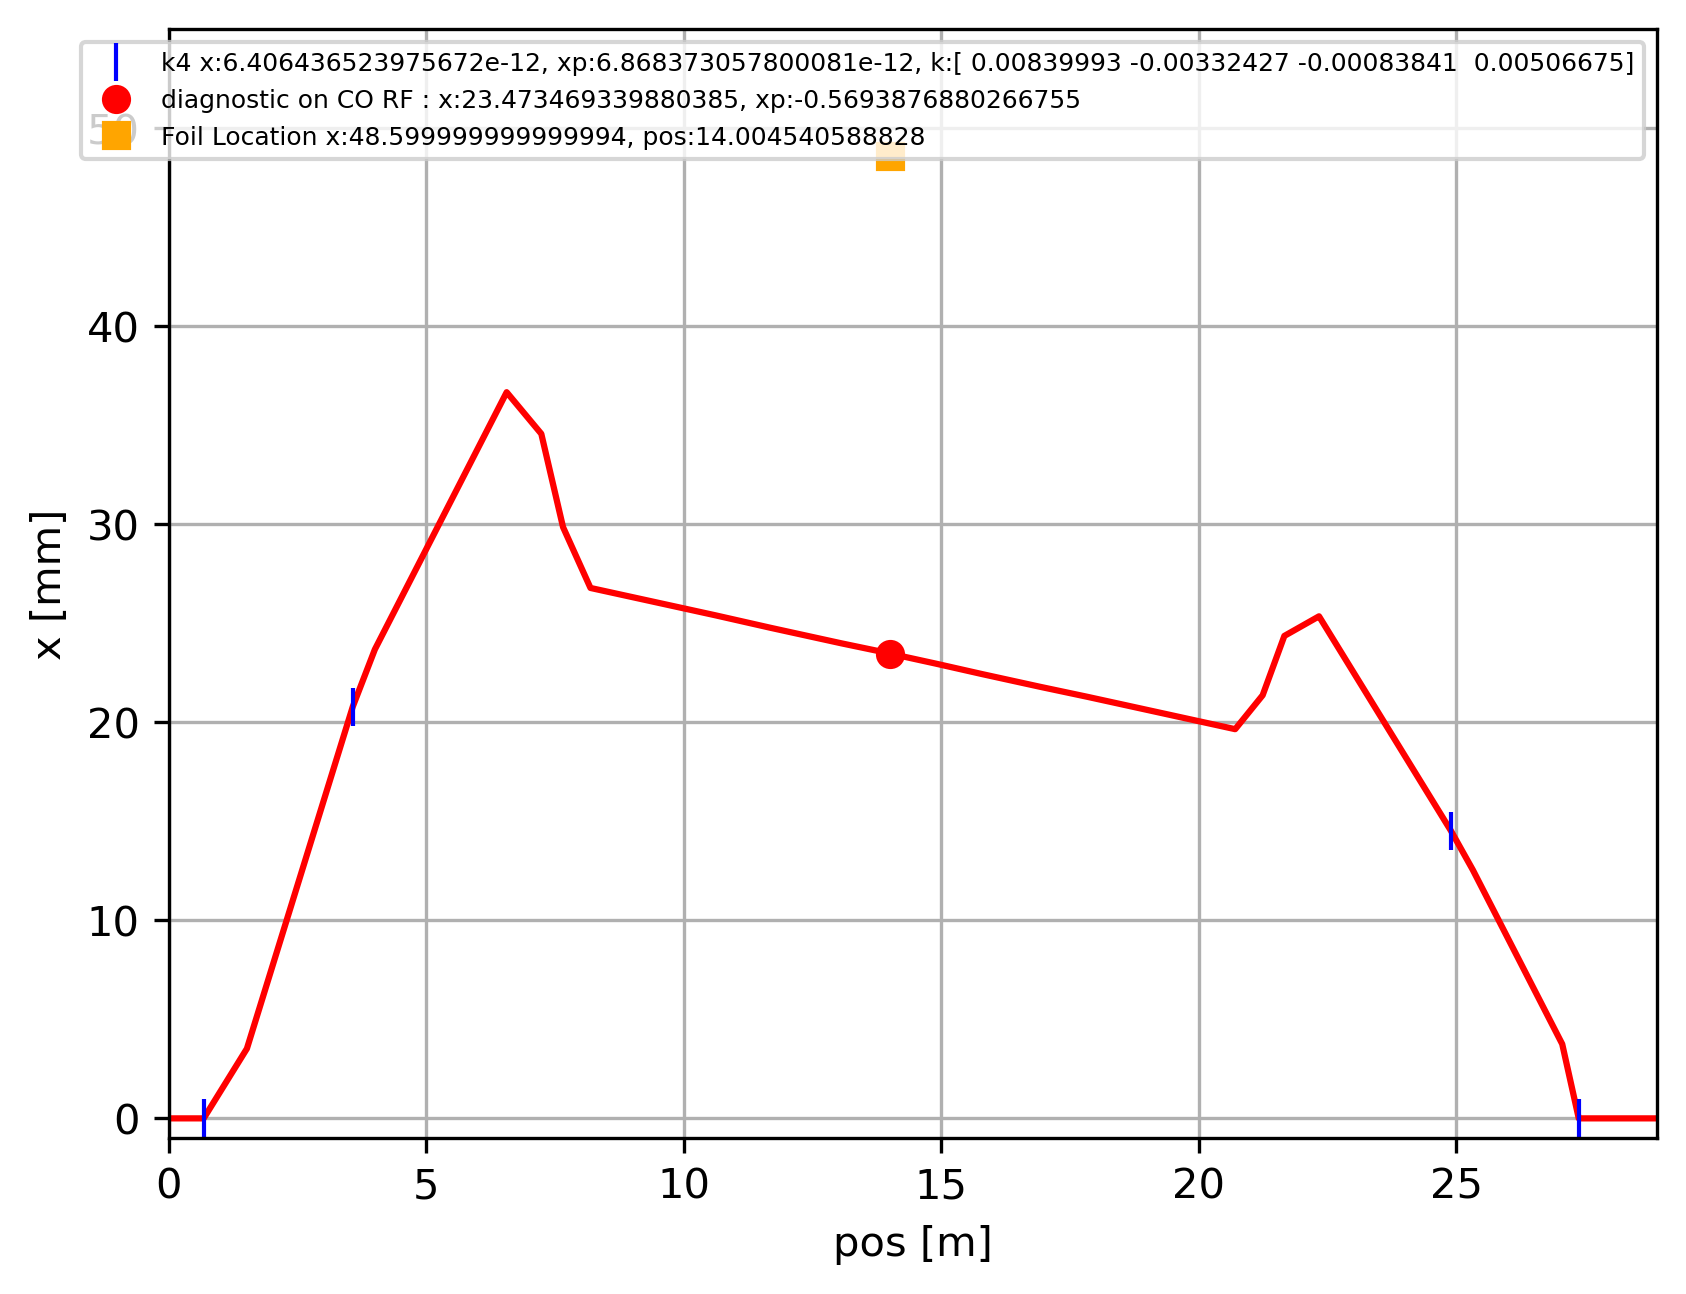 k4 x:6.406436523975672e-12, xp:6.868373057800081e-12, k:[ 0.00839993 -0.00332427 -0.00083841  0.00506675]
diagnostic on CO RF : x:23.473469339880385, xp:-0.5693876880266755
Foil Location x:48.599999999999994, pos:14.004540588828
50
40
30
20
10
0
x [mm]
0 5 10 15 20 25
pos [m]